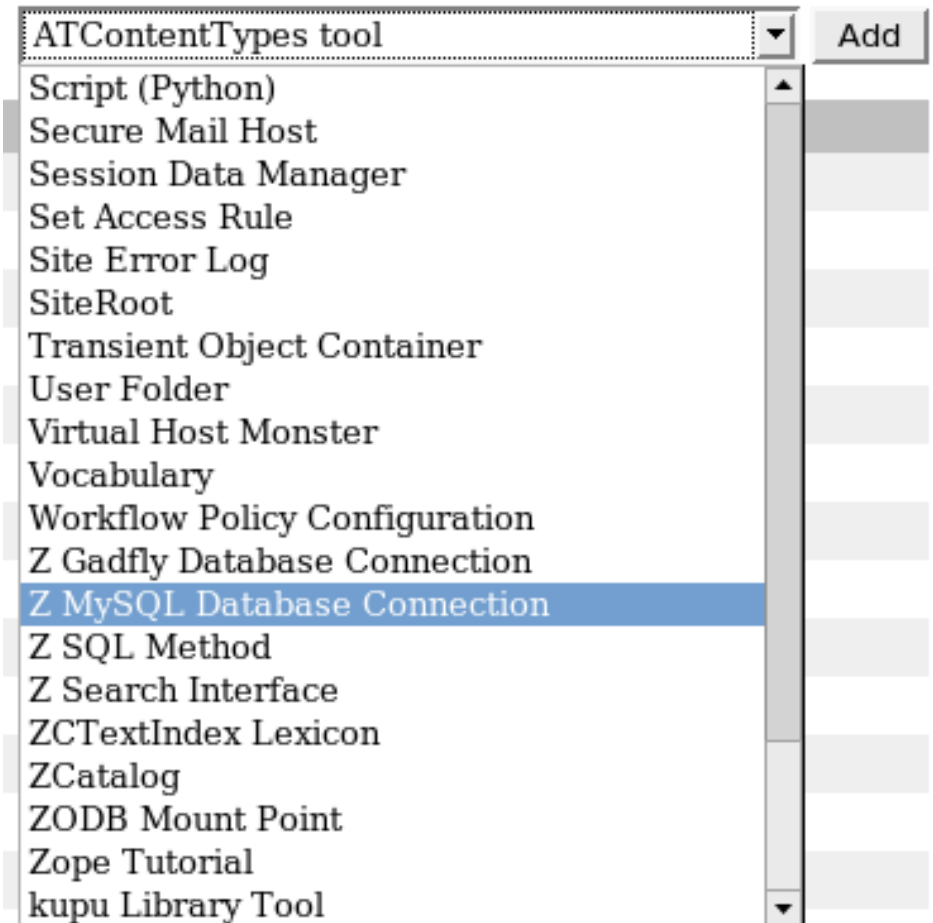 ATContentTypes tool Add
Script (Python)
Secure Mail Host
Session Data Manager
Set Access Rule
Site Error Log
SiteRoot
Transient Object Container
User Folder
Virtual Host Monster
Vocabulary
Workflow Policy Configuration
Z Gadfly Database Connection
Z MySQL Database Connection
Z SQL Method
Z Search Interface
ZCTextIndex Lexicon
ZCatalog
ZODB Mount Point
Zope Tutorial
kupu Library Tool